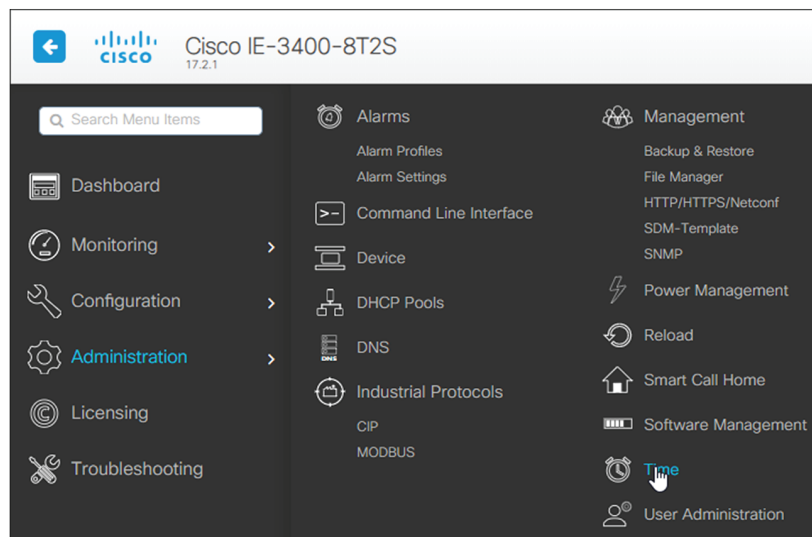 CISCO
Cisco IE-3400-8T2S
17.2.1
Search Menu Items
Dashboard
Monitoring
Configuration
Administration
Licensing
Troubleshooting
Alarms
Alarm Profiles
Alarm Settings
Command Line Interface
Device
DHCP Pools
DNS
DNS
Industrial Protocols
CIP
MODBUS
Management
Backup & Restore
File Manager
HTTP/HTTPS/Netconf
SDM-Template
SNMP
Power Management
Reload
Smart Call Home
Software Management
Time
User Administration